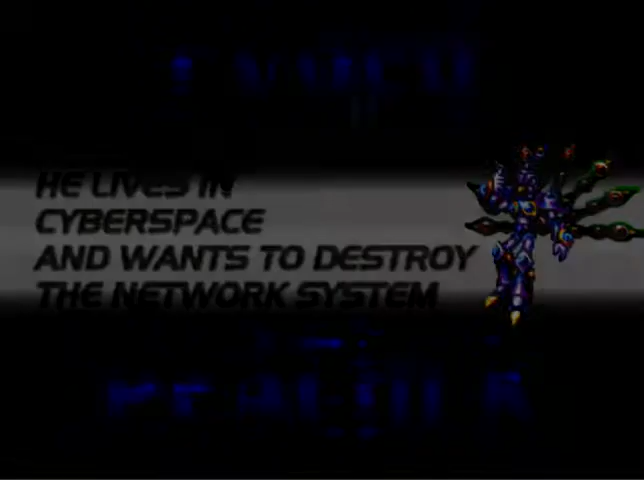 HE LIVES IN
CYBERSPACE
AND WANTS TO DESTROY
THE NETWORK SYSTEM